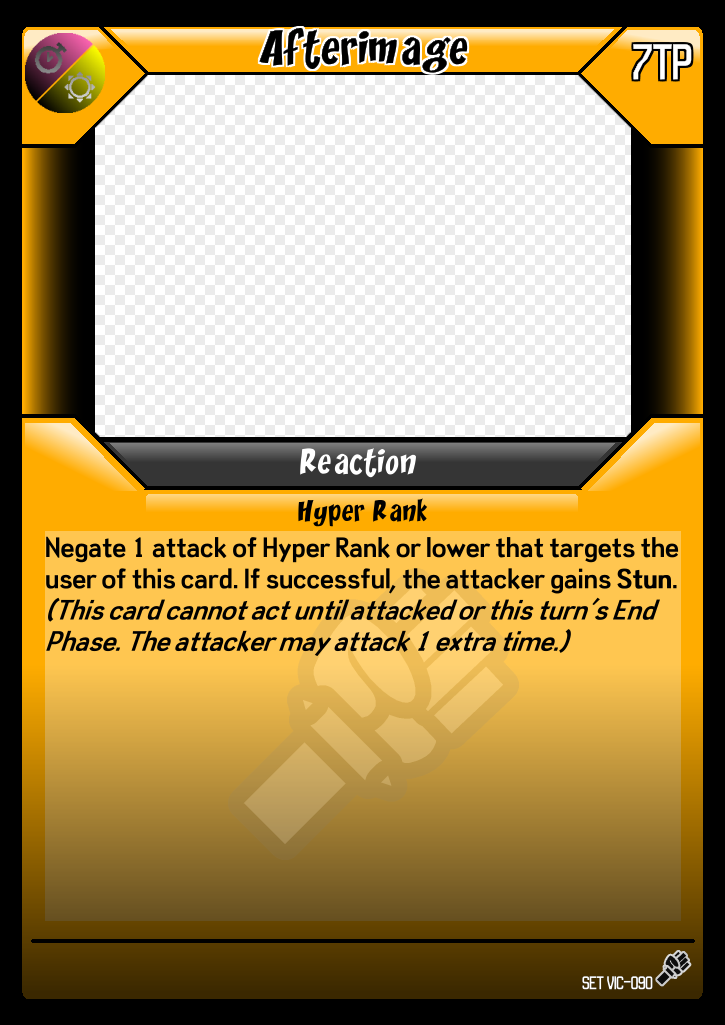 Afterimage
7TP
Reaction
Hyper Rank
Negate 1 attack of Hyper Rank or lower that targets the
user of this card. If successful, the attacker gains Stun.
(This card cannot act until attacked or this turn's End
Phase. The attacker may attack 1 extra time.)
SET VIC-090